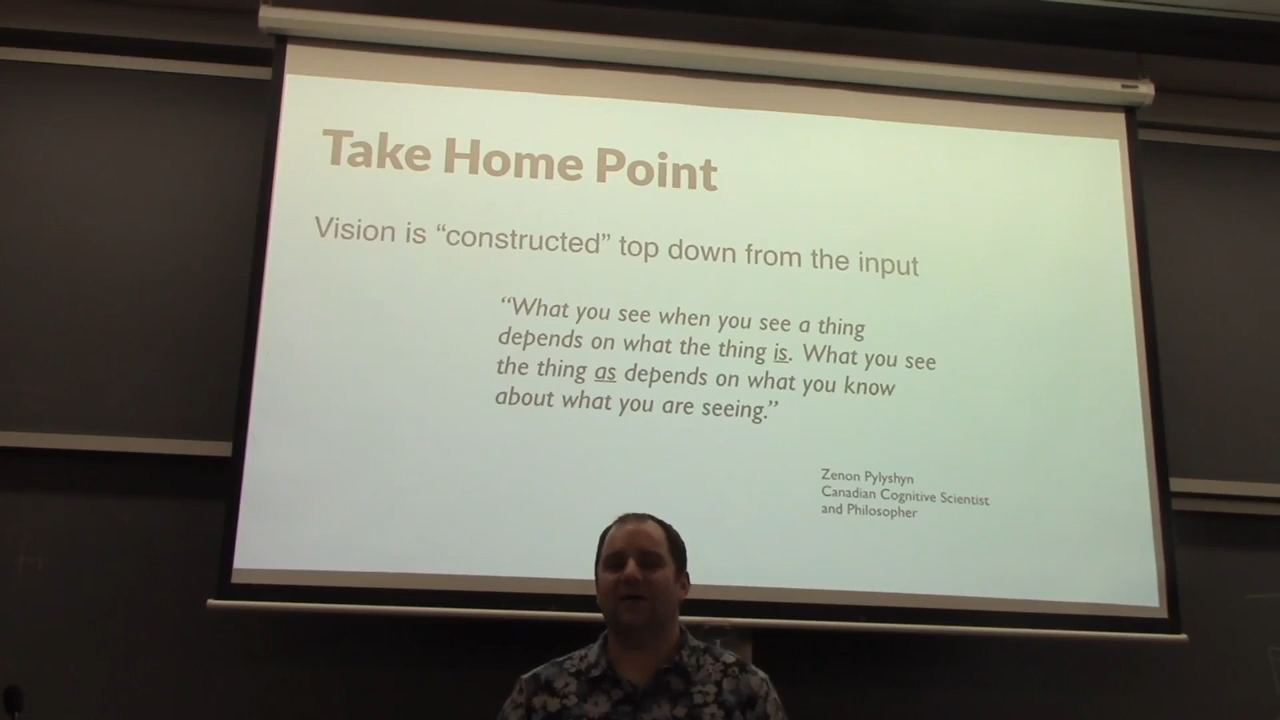 Take Home Point
Vision is “constructed” top down from the input
“What you see when you see a thing
depends on what the thing is. What you see
the thing as depends on what you know
about what you are seeing.”
Zenon Pylyshyn
Canadian Cognitive Scientist
and Philosopher